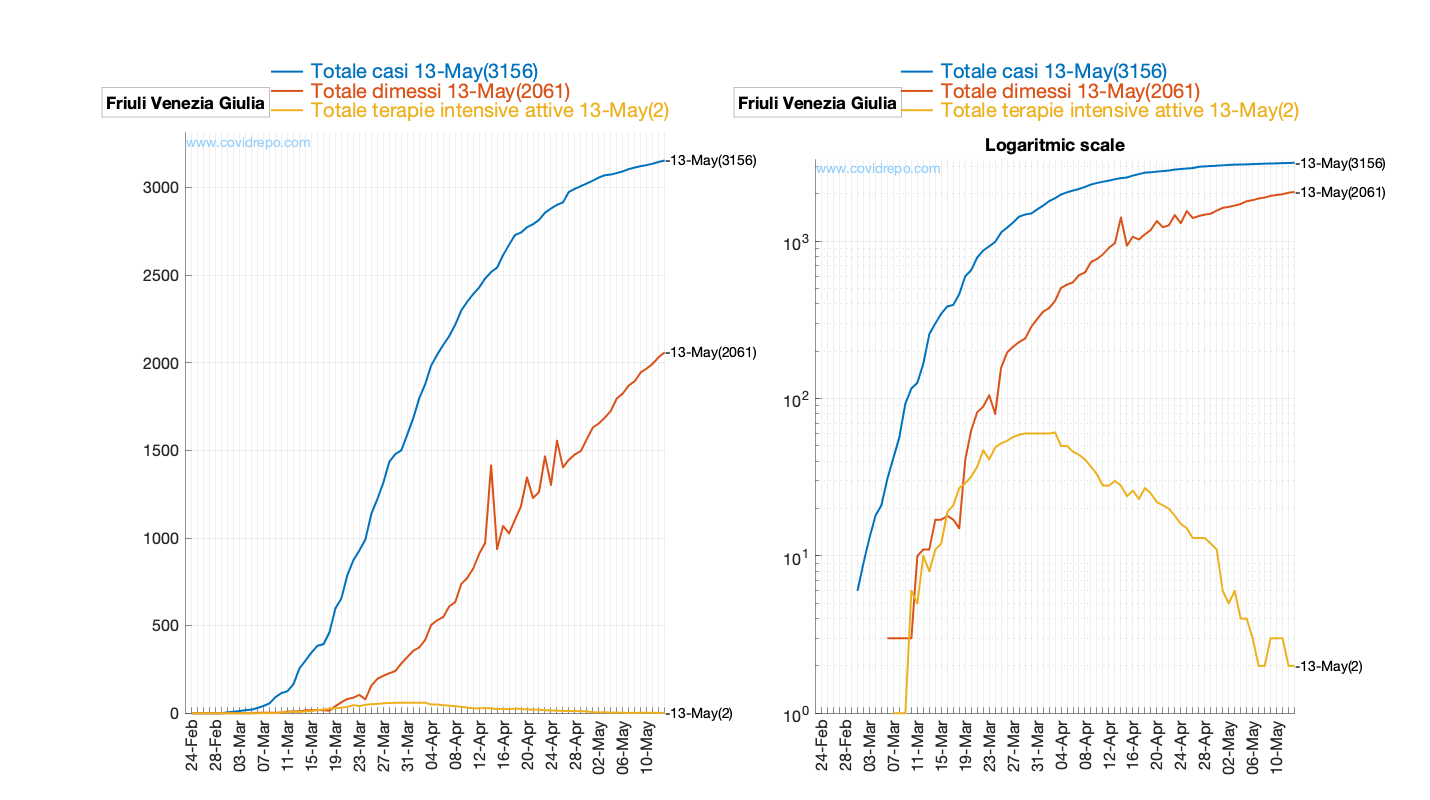 Totale casi 13-May(3156)
Totale dimessi 13-May(2061)
Totale terapie intensive attive 13-May(2)
Friuli Venezia Giulia
www.covidrepo.com
3000
2500
2000
1500
1000
500
0
-13-May(3156)
-13-May(2061)
-13-May(2)
24-Feb
28-Feb
03-Mar
07-Mar
11-Mar
15-Mar
19-Mar
23-Mar
27-Mar
31-Mar
04-Apr
08-Apr
12-Apr
16-Apr
20-Apr
24-Apr
28-Apr
02-May
06-May
10-May
Totale casi 13-May(3156)
Totale dimessi 13-May(2061)
Totale terapie intensive attive 13-May(2)
Friuli Venezia Giulia
Logaritmic scale
www.covidrepo.com
10³
10²
10¹
10⁰
-13-May(3156)
-13-May(2061)
-13-May(2)
24-Feb
28-Feb
03-Mar
07-Mar
11-Mar
15-Mar
19-Mar
23-Mar
27-Mar
31-Mar
04-Apr
08-Apr
12-Apr
16-Apr
20-Apr
24-Apr
28-Apr
02-May
06-May
10-May